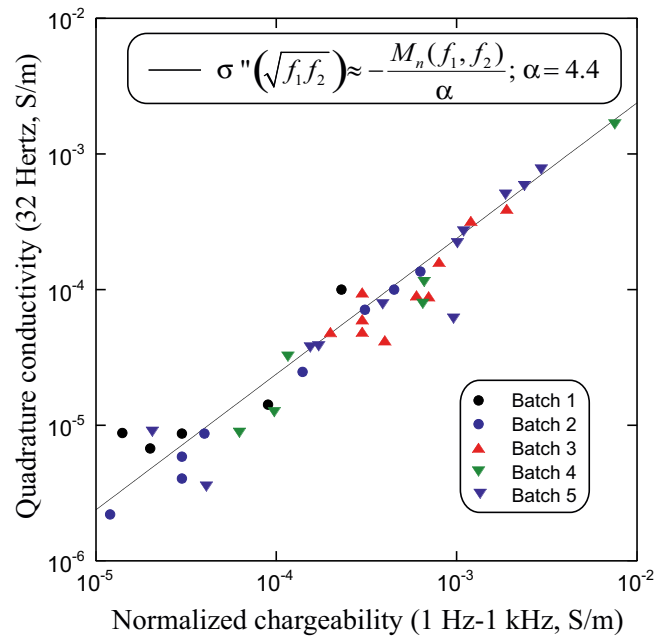 10⁻²
10⁻³
10⁻⁴
10⁻⁵
10⁻⁶
Quadrature conductivity (32 Hertz, S/m)
σ "(√f₁f₂) ≈ − Mₙ(f₁, f₂) / α ; α = 4.4
Batch 1
Batch 2
Batch 3
Batch 4
Batch 5
10⁻⁵ 10⁻⁴ 10⁻³ 10⁻²
Normalized chargeability (1 Hz-1 kHz, S/m)